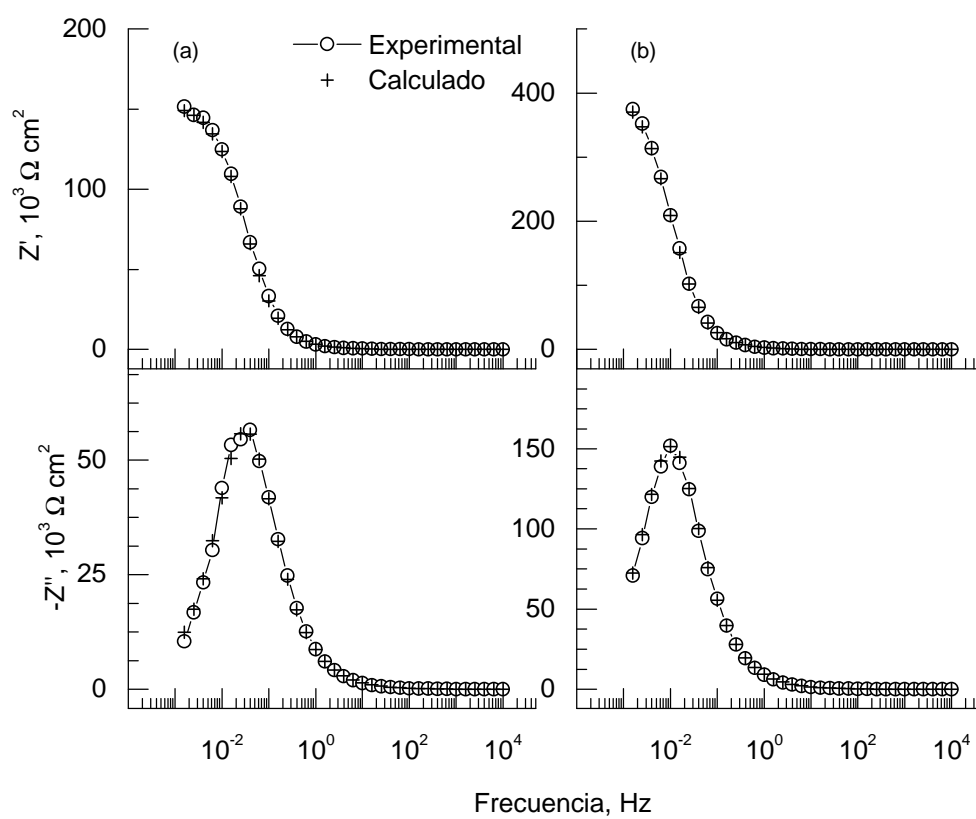 200
(a)
Experimental
Calculado
(b)
400
100
200
0
0
Z', 10³ Ω cm²
50
150
100
25
50
0
0
-Z'', 10³ Ω cm²
10⁻² 10⁰ 10² 10⁴ 10⁻² 10⁰ 10² 10⁴
Frecuencia, Hz